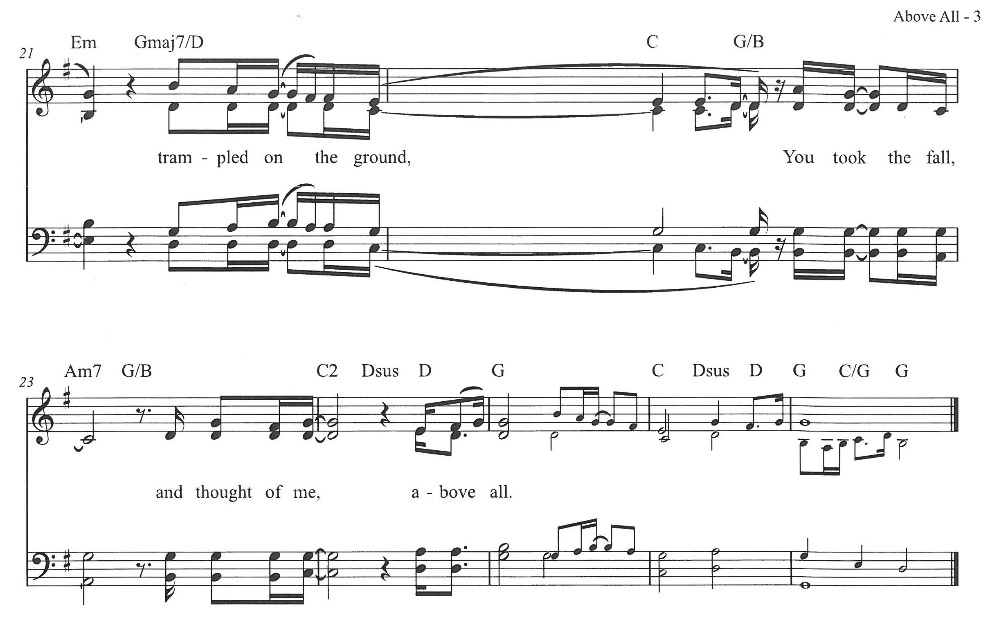 Above All - 3
21 Em Gmaj7/D C G/B
tram - pled on the ground, You took the fall,
23 Am7 G/B C2 Dsus D G C Dsus D G C/G G
and thought of me, a - bove all.